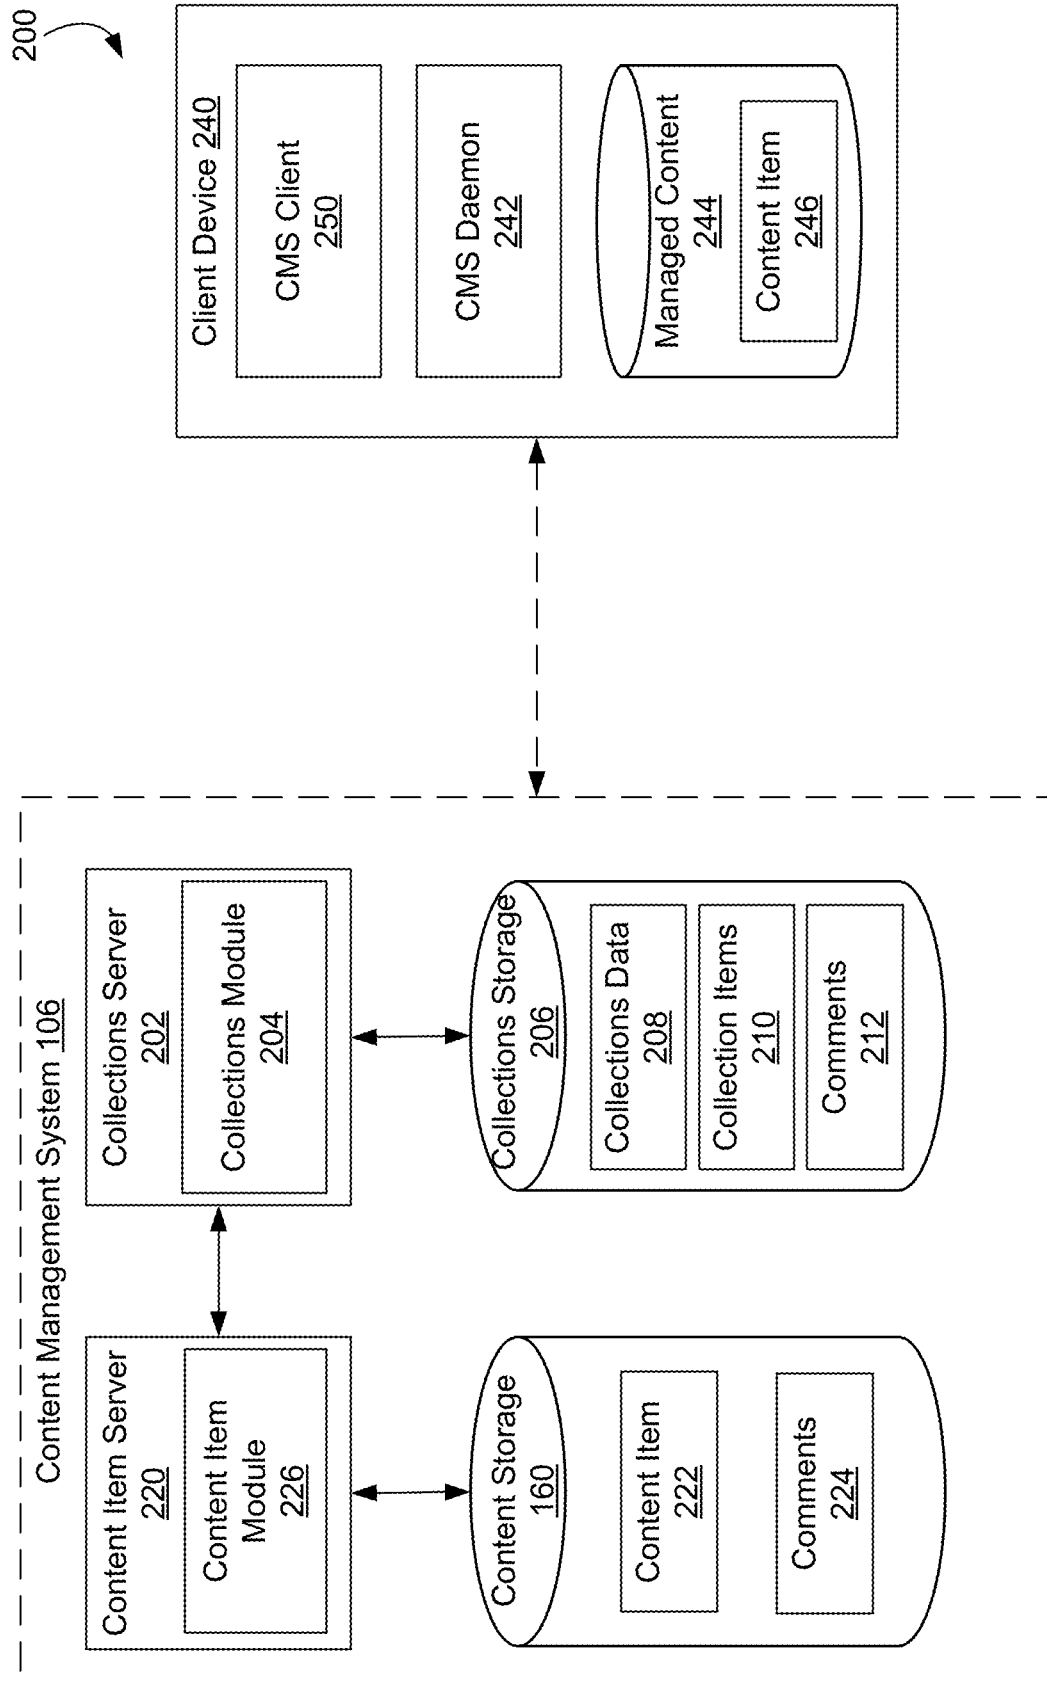 200
Content Management System 106
Content Item Server
220
Content Item
Module
226
Collections Server
202
Collections Module
204
Content Storage
160
Content Item
222
Comments
224
Collections Storage
206
Collections Data
208
Collection Items
210
Comments
212
Client Device 240
CMS Client
250
CMS Daemon
242
Managed Content
244
Content Item
246